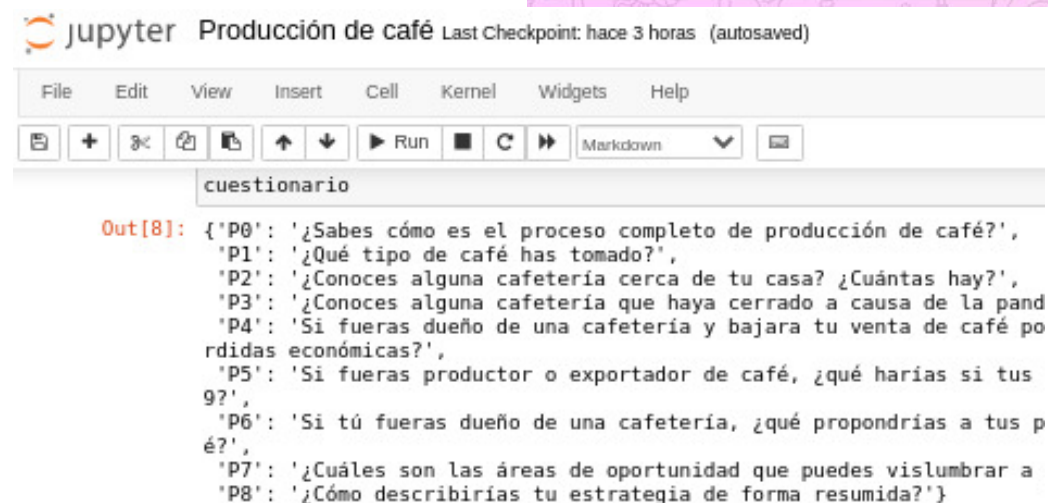 jupyter Producción de café Last Checkpoint: hace 3 horas (autosaved)
File Edit View Insert Cell Kernel Widgets Help
Run Markdown
cuestionario
Out[8]: {'P0': '¿Sabes cómo es el proceso completo de producción de café?',
'P1': '¿Qué tipo de café has tomado?',
'P2': '¿Conoces alguna cafetería cerca de tu casa? ¿Cuántas hay?',
'P3': '¿Conoces alguna cafetería que haya cerrado a causa de la pand
'P4': 'Si fueras dueño de una cafetería y bajara tu venta de café po
rdidas económicas?',
'P5': 'Si fueras productor o exportador de café, ¿qué harías si tus
9?',
'P6': 'Si tú fueras dueño de una cafetería, ¿qué propondrías a tus p
é?',
'P7': '¿Cuáles son las áreas de oportunidad que puedes vislumbrar a
'P8': '¿Cómo describirías tu estrategia de forma resumida?'}